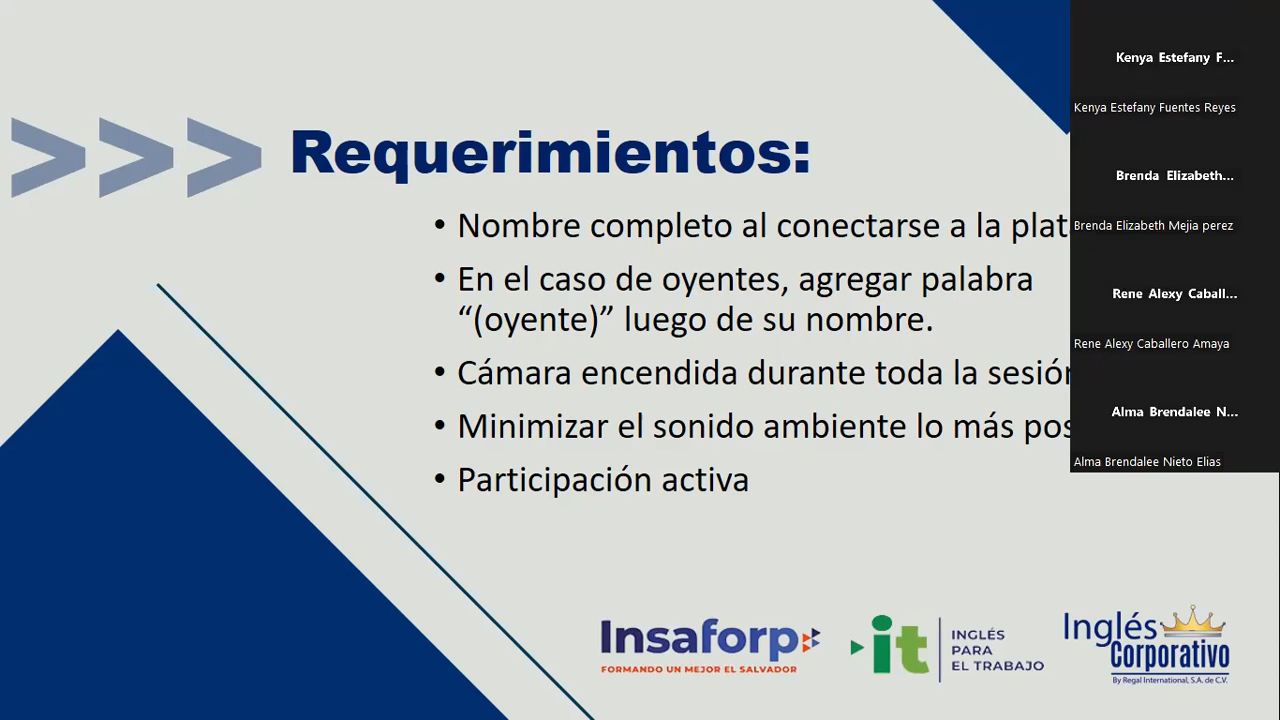 >>> Requerimientos:
• Nombre completo al conectarse a la plat
• En el caso de oyentes, agregar palabra
“(oyente)” luego de su nombre.
• Cámara encendida durante toda la sesión
• Minimizar el sonido ambiente lo más pos
• Participación activa
Kenya Estefany F...
Kenya Estefany Fuentes Reyes
Brenda Elizabeth...
Brenda Elizabeth Mejia perez
Rene Alexy Caball...
Rene Alexy Caballero Amaya
Alma Brendalee N...
Alma Brendalee Nieto Elias
Insaforp
FORMANDO UN MEJOR EL SALVADOR
it
INGLÉS
PARA
EL TRABAJO
Inglés
Corporativo
By Regal International, S.A. de C.V.